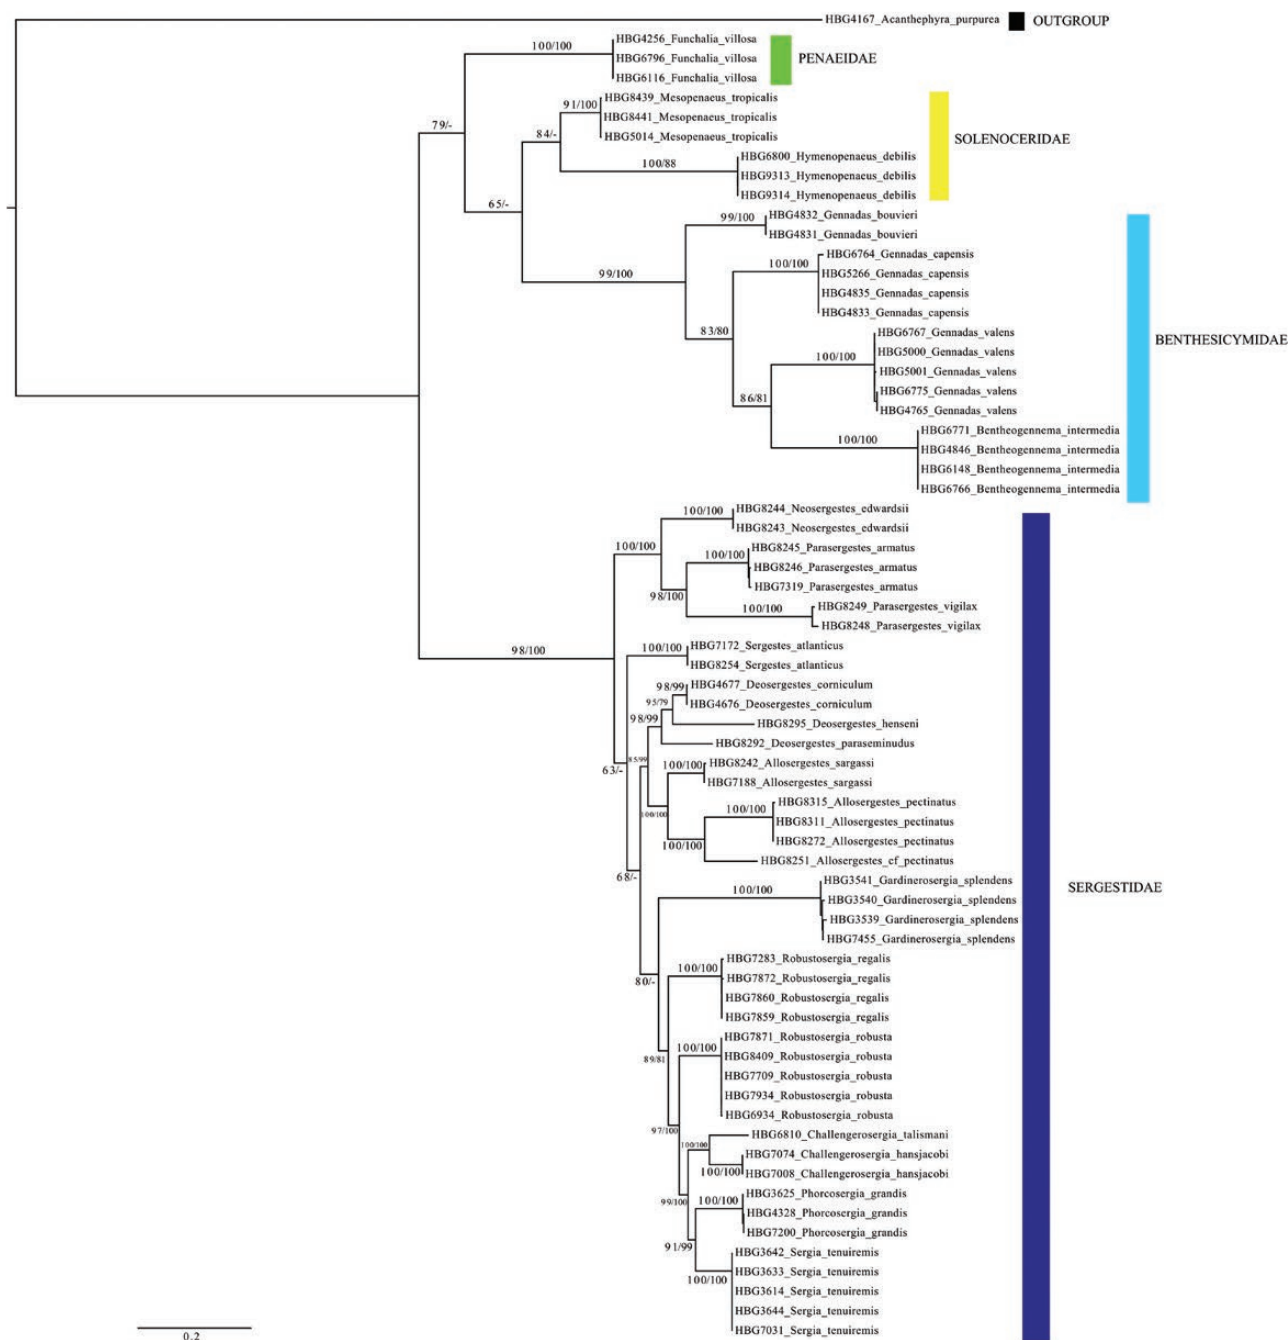 HBG4167_Acanthephyra_purpurea OUTGROUP
HBG4256_Funchalia_villosa
100/100
HBG6796_Funchalia_villosa PENAEIDAE
HBG6116_Funchalia_villosa
HBG8439_Mesopenaeus_tropicalis
91/100
HBG8441_Mesopenaeus_tropicalis
79/-
84/-
HBG5014_Mesopenaeus_tropicalis
SOLENOCERIDAE
HBG6800_Hymenopenaeus_debilis
100/88
HBG9313_Hymenopenaeus_debilis
HBG9314_Hymenopenaeus_debilis
65/-
HBG4832_Gennadas_bouvieri
99/100
HBG4831_Gennadas_bouvieri
HBG6764_Gennadas_capensis
100/100
99/100
HBG5266_Gennadas_capensis
HBG4835_Gennadas_capensis
HBG4833_Gennadas_capensis
83/80
HBG6767_Gennadas_valens
BENTHESICYMIDAE
HBG5000_Gennadas_valens
100/100
HBG5001_Gennadas_valens
HBG6775_Gennadas_valens
86/81
HBG4765_Gennadas_valens
HBG6771_Bentheogennema_intermedia
100/100
HBG4846_Bentheogennema_intermedia
HBG6148_Bentheogennema_intermedia
HBG6766_Bentheogennema_intermedia
HBG8244_Neosergestes_edwardsii
100/100
HBG8243_Neosergestes_edwardsii
100/100
HBG8245_Parasergestes_armatus
100/100
HBG8246_Parasergestes_armatus
HBG7319_Parasergestes_armatus
98/100
HBG8249_Parasergestes_vigilax
100/100
HBG8248_Parasergestes_vigilax
HBG7172_Sergestes_atlanticus
98/100
100/100
HBG8254_Sergestes_atlanticus
HBG4677_Deosergestes_corniculum
98/99
95/79
HBG4676_Deosergestes_corniculum
98/99
HBG8295_Deosergestes_henseni
HBG8292_Deosergestes_paraseminudus
85/99
HBG8242_Allosergestes_sargassi
100/100
63/-
HBG7188_Allosergestes_sargassi
HBG8315_Allosergestes_pectinatus
100/100
100/100
HBG8311_Allosergestes_pectinatus
HBG8272_Allosergestes_pectinatus
100/100
HBG8251_Allosergestes_cf_pectinatus
68/-
HBG3541_Gardinerosergia_splendens
SERGESTIDAE
100/100
HBG3540_Gardinerosergia_splendens
HBG3539_Gardinerosergia_splendens
HBG7455_Gardinerosergia_splendens
HBG7283_Robustosergia_regalis
100/100
80/-
HBG7872_Robustosergia_regalis
HBG7860_Robustosergia_regalis
HBG7859_Robustosergia_regalis
HBG7871_Robustosergia_robusta
100/100
89/81
HBG8409_Robustosergia_robusta
HBG7709_Robustosergia_robusta
HBG7934_Robustosergia_robusta
HBG6934_Robustosergia_robusta
97/100
HBG6810_Challengerosergia_talismani
100/100
HBG7074_Challengerosergia_hansjacobi
100/100
HBG7008_Challengerosergia_hansjacobi
HBG3625_Phorcosergia_grandis
99/100
100/100
HBG4328_Phorcosergia_grandis
HBG7200_Phorcosergia_grandis
91/99
HBG3642_Sergia_tenuiremis
HBG3633_Sergia_tenuiremis
100/100
HBG3614_Sergia_tenuiremis
HBG3644_Sergia_tenuiremis
HBG7031_Sergia_tenuiremis
0.2